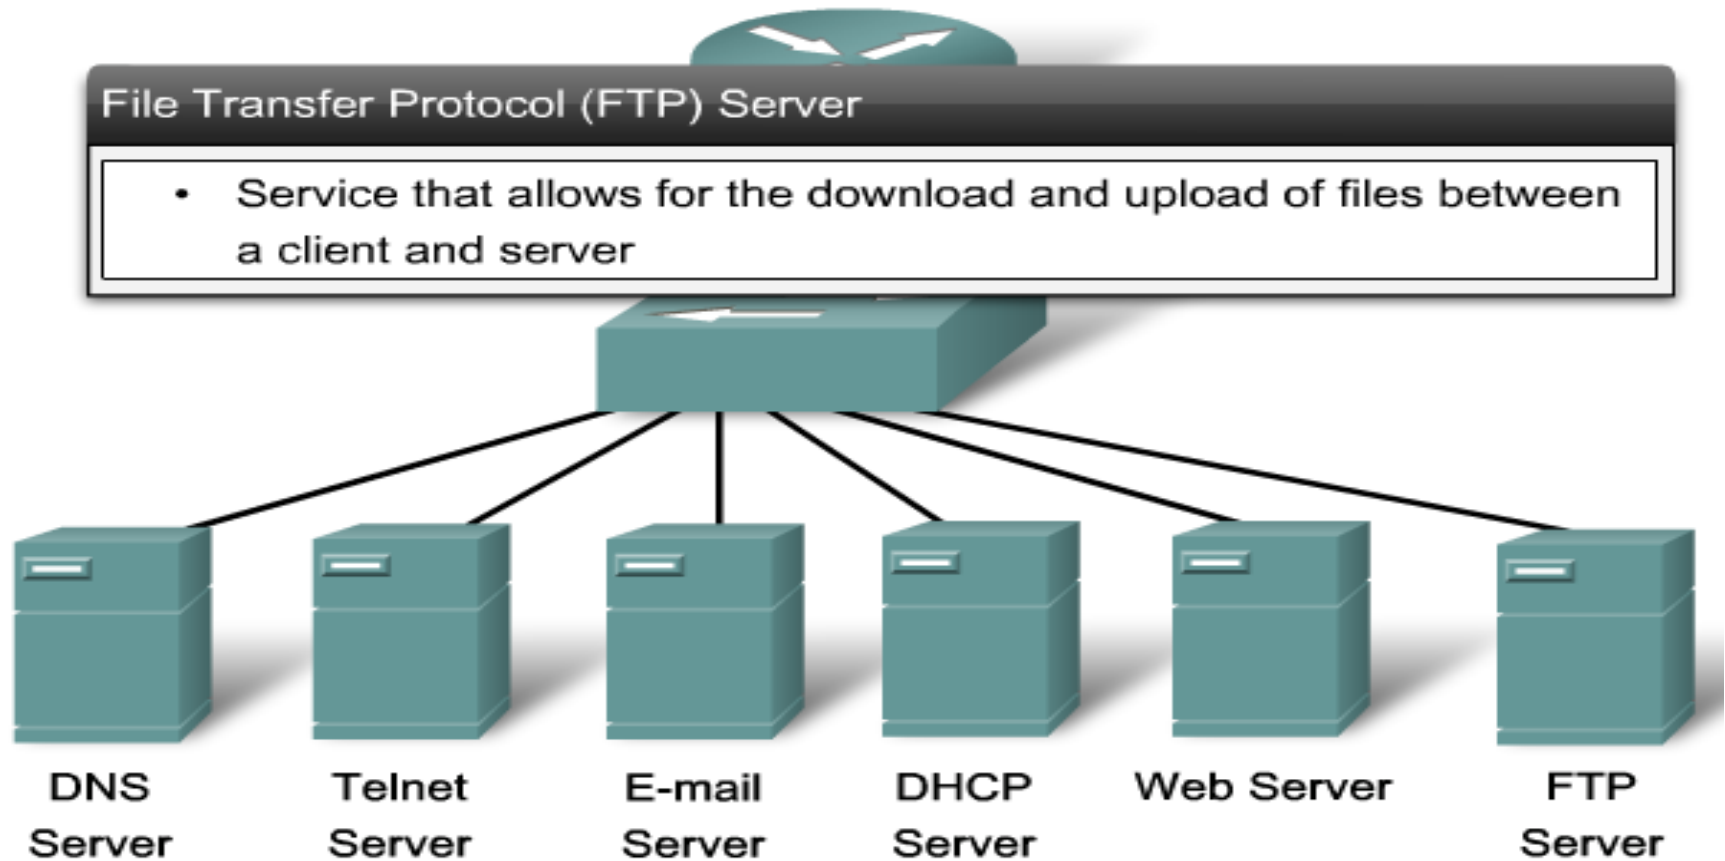 File Transfer Protocol (FTP) Server
• Service that allows for the download and upload of files between
a client and server
DNS
Server
Telnet
Server
E-mail
Server
DHCP
Server
Web Server
FTP
Server